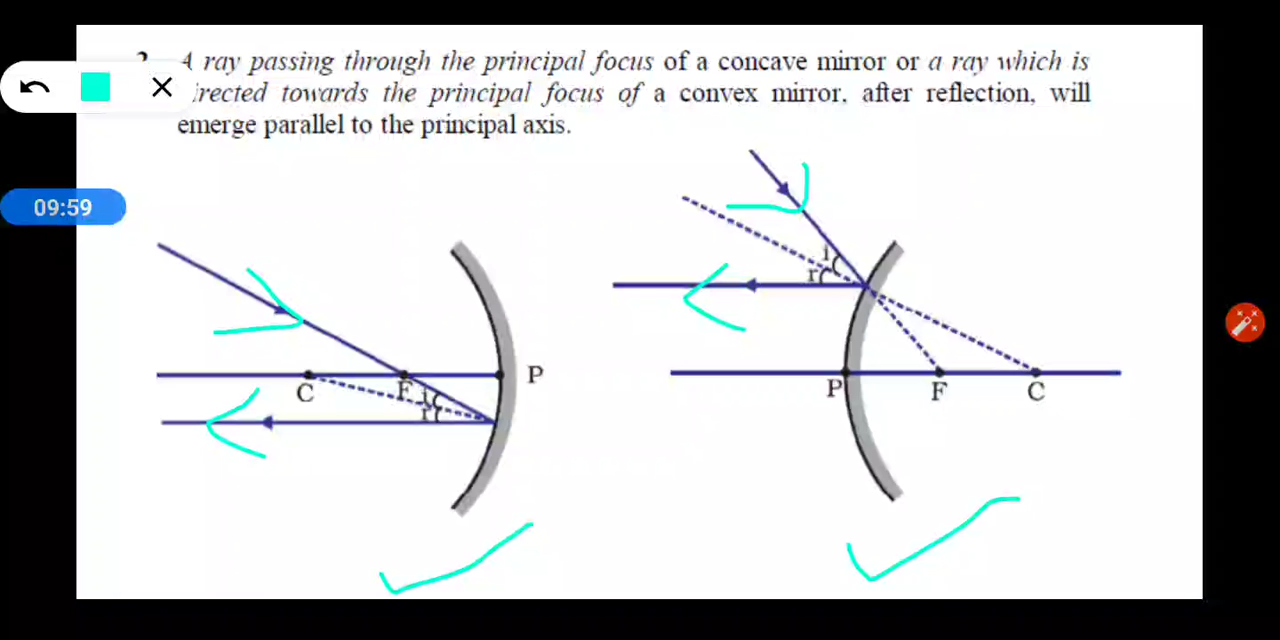 A ray passing through the principal focus of a concave mirror or a ray which is
irected towards the principal focus of a convex mirror, after reflection, will
emerge parallel to the principal axis.
09:59
i
r
C
F
i
r
P
P
F
C